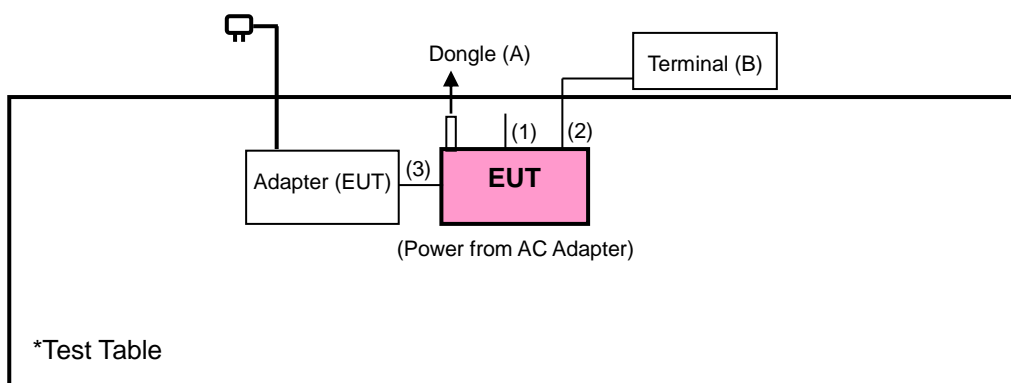 Dongle (A)
Terminal (B)
(1)
(2)
Adapter (EUT)
(3)
EUT
(Power from AC Adapter)
*Test Table